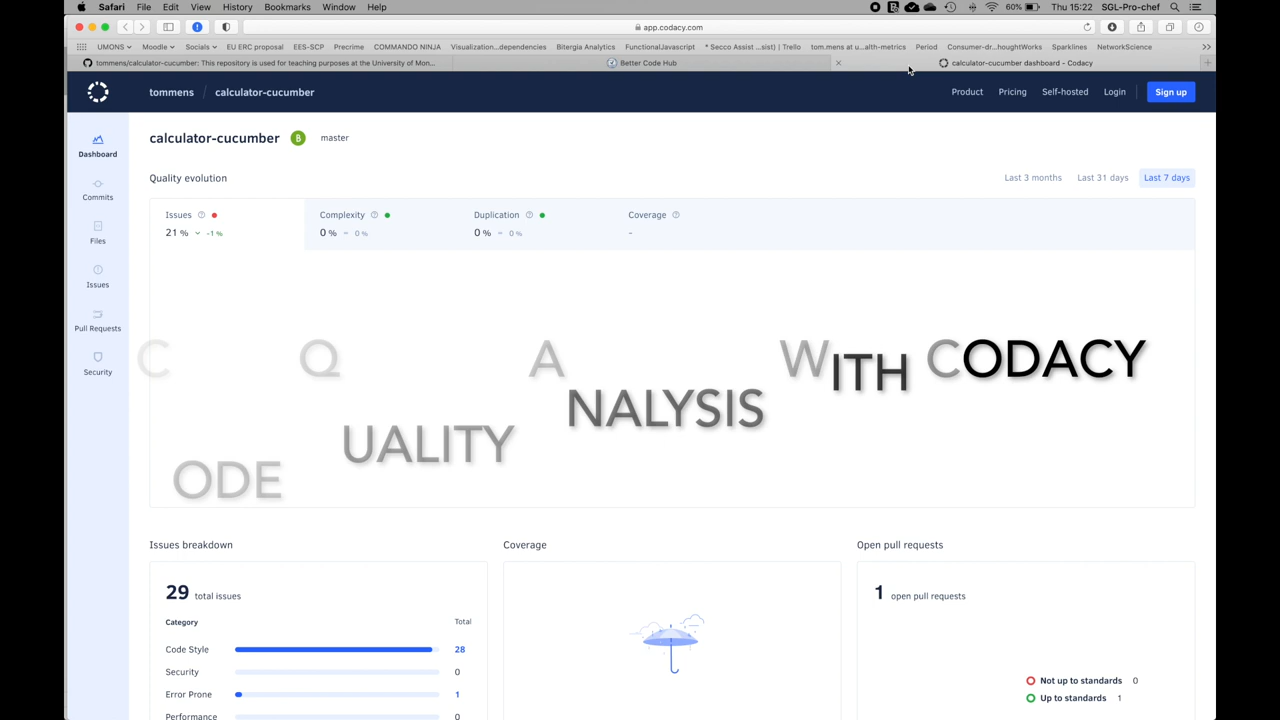 Safari File Edit View History Bookmarks Window Help 60% Thu 15:22 SGL-Pro-chef
app.codacy.com
UMONS Moodle Socials EU ERC proposal EES-SCP Precrime COMMANDO NINJA Visualization...dependencies Bitergia Analytics FunctionalJavascript * Secco Assist ...sist) | Trello tom.mens at u...alth-metrics Period Consumer-dr...houghtWorks Sparklines NetworkScience
tommens/calculator-cucumber: This repository is used for teaching purposes at the University of Mon... Better Code Hub calculator-cucumber dashboard - Codacy
tommens / calculator-cucumber Product Pricing Self-hosted Login Sign up
Dashboard
Commits
Files
Issues
Pull Requests
Security
calculator-cucumber B master
Quality evolution Last 3 months Last 31 days Last 7 days
Issues Complexity Duplication Coverage
21 % -1 % 0 % = 0 % 0 % = 0 % -
CODE QUALITY ANALYSIS WITH CODACY
Issues breakdown Coverage Open pull requests
29 total issues 1 open pull requests
Category Total
Code Style 28
Security 0
Error Prone 1
Performance 0
Not up to standards 0
Up to standards 1